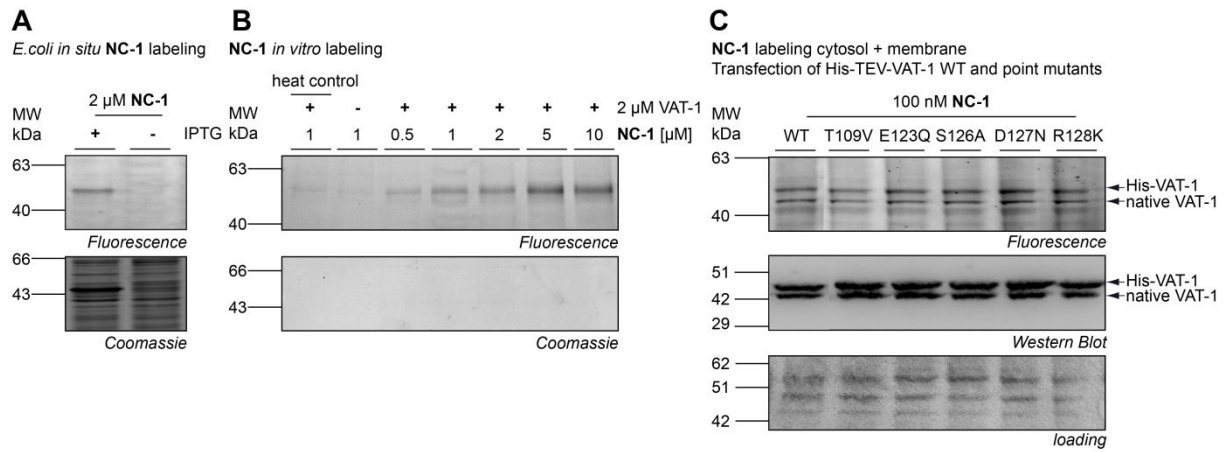 A
E.coli in situ NC-1 labeling
MW
kDa
2 µM NC-1
+ - IPTG
63
40
Fluorescence
66
43
Coomassie
B
NC-1 in vitro labeling
heat control
MW
kDa
+ - + + + + + 2 µM VAT-1
1 1 0.5 1 2 5 10 NC-1 [µM]
63
40
Fluorescence
66
43
Coomassie
C
NC-1 labeling cytosol + membrane
Transfection of His-TEV-VAT-1 WT and point mutants
MW
kDa
100 nM NC-1
WT T109V E123Q S126A D127N R128K
63
40
His-VAT-1
native VAT-1
Fluorescence
51
42
29
His-VAT-1
native VAT-1
Western Blot
62
51
42
loading